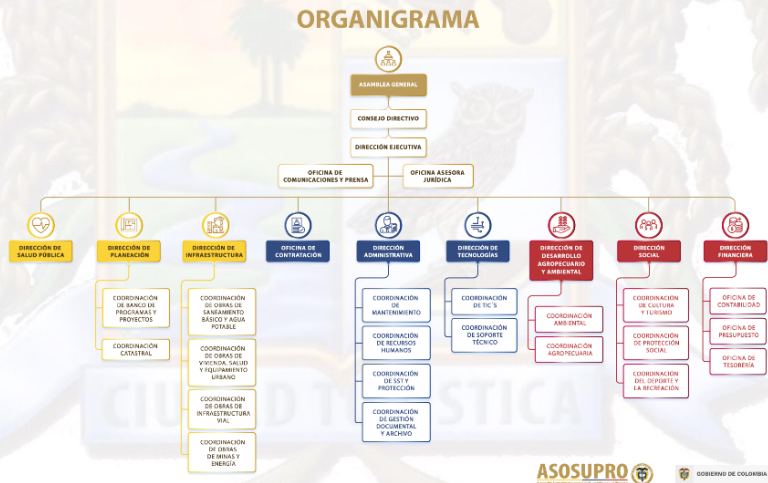 ORGANIGRAMA
ASAMBLEA GENERAL
CONSEJO DIRECTIVO
DIRECCIÓN EJECUTIVA
OFICINA DE
COMUNICACIONES Y PRENSA
OFICINA ASESORA
JURÍDICA
DIRECCIÓN DE
SALUD PÚBLICA
DIRECCIÓN DE
PLANEACIÓN
COORDINACIÓN
DE BANCO DE
PROGRAMAS Y
PROYECTOS
COORDINACIÓN
CATASTRAL
DIRECCIÓN DE
INFRAESTRUCTURA
COORDINACIÓN
DE OBRAS DE
SANEAMIENTO
BÁSICO Y AGUA
POTABLE
COORDINACIÓN
DE OBRAS DE
VIVIENDA, SALUD
Y EQUIPAMIENTO
URBANO
COORDINACIÓN
DE OBRAS DE
INFRAESTRUCTURA
VIAL
COORDINACIÓN
DE OBRAS
DE MINAS Y
ENERGÍA
OFICINA DE
CONTRATACIÓN
DIRECCIÓN
ADMINISTRATIVA
COORDINACIÓN
DE
MANTENIMIENTO
COORDINACIÓN
DE RECURSOS
HUMANOS
COORDINACIÓN
DE SST Y
PROTECCIÓN
COORDINACIÓN
DE GESTIÓN
DOCUMENTAL
Y ARCHIVO
DIRECCIÓN DE
TECNOLOGÍAS
COORDINACIÓN
DE TIC´S
COORDINACIÓN
DE SOPORTE
TÉCNICO
DIRECCIÓN DE
DESARROLLO
AGROPECUARIO
Y AMBIENTAL
COORDINACIÓN
AMBIENTAL
COORDINACIÓN
AGROPECUARIA
DIRECCIÓN
SOCIAL
COORDINACIÓN
DE CULTURA
Y TURISMO
COORDINACIÓN
DE PROTECCIÓN
SOCIAL
COORDINACIÓN
DEL DEPORTE Y
LA RECREACIÓN
DIRECCIÓN
FINANCIERA
OFICINA DE
CONTABILIDAD
OFICINA DE
PRESUPUESTO
OFICINA DE
TESOBERÍA
ASOSUPRO
GOBIERNO DE COLOMBIA